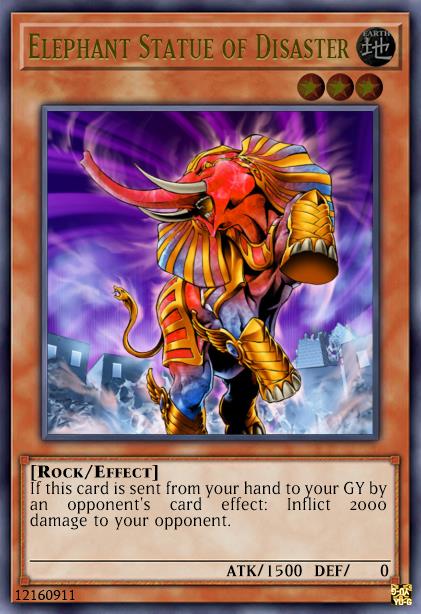 Elephant Statue of Disaster
EARTH
地
[Rock/Effect]
If this card is sent from your hand to your GY by
an opponent's card effect: Inflict 2000
damage to your opponent.
ATK/1500 DEF/ 0
12160911